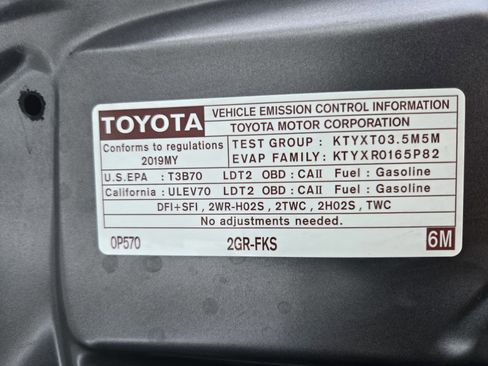 TOYOTA
VEHICLE EMISSION CONTROL INFORMATION
TOYOTA MOTOR CORPORATION
Conforms to regulations
2019MY
TEST GROUP : KTYXT03.5M5M
EVAP FAMILY: KTYXR0165P82
U.S.EPA : T3B70 LDT2 OBD : CAII Fuel : Gasoline
California : ULEV70 LDT2 OBD : CAII Fuel : Gasoline
DFI+SFI , 2WR-HO2S , 2TWC , 2HO2S , TWC
No adjustments needed.
0P570 2GR-FKS 6M